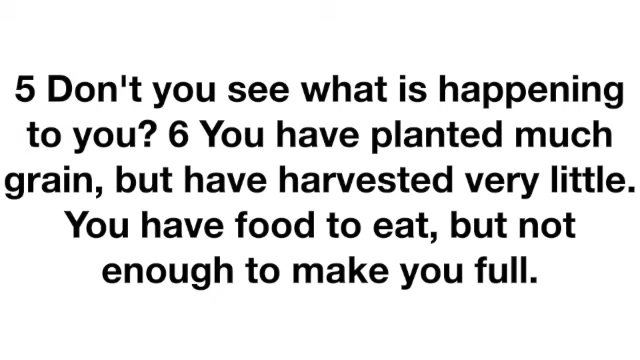 5 Don't you see what is happening
to you? 6 You have planted much
grain, but have harvested very little.
You have food to eat, but not
enough to make you full.